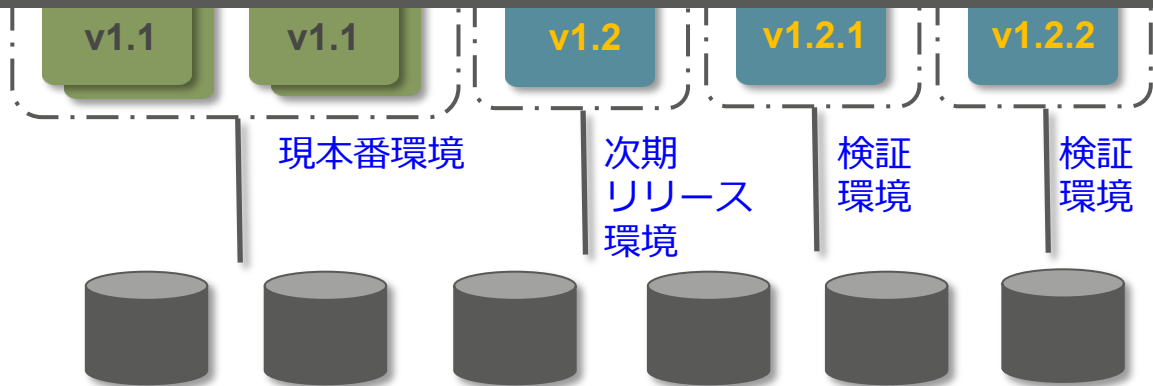 v1.1
v1.1
v1.2
v1.2.1
v1.2.2
現本番環境
次期
リリース
環境
検証
環境
検証
環境